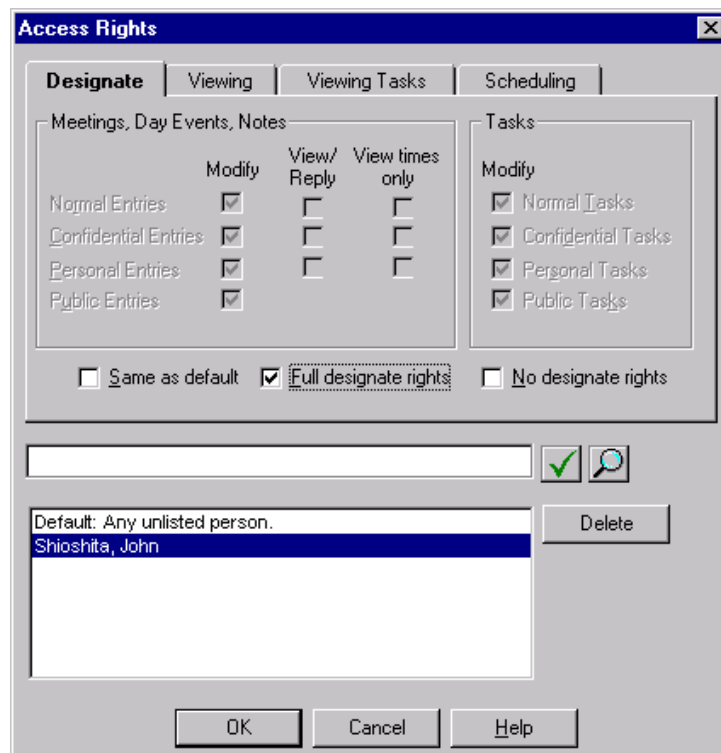 Access Rights
Designate Viewing Viewing Tasks Scheduling
Meetings, Day Events, Notes
Modify View/ Reply View times only
Normal Entries
Confidential Entries
Personal Entries
Public Entries
Tasks
Modify
Normal Tasks
Confidential Tasks
Personal Tasks
Public Tasks
Same as default Full designate rights No designate rights
Default: Any unlisted person.
Shioshita, John
Delete
OK Cancel Help